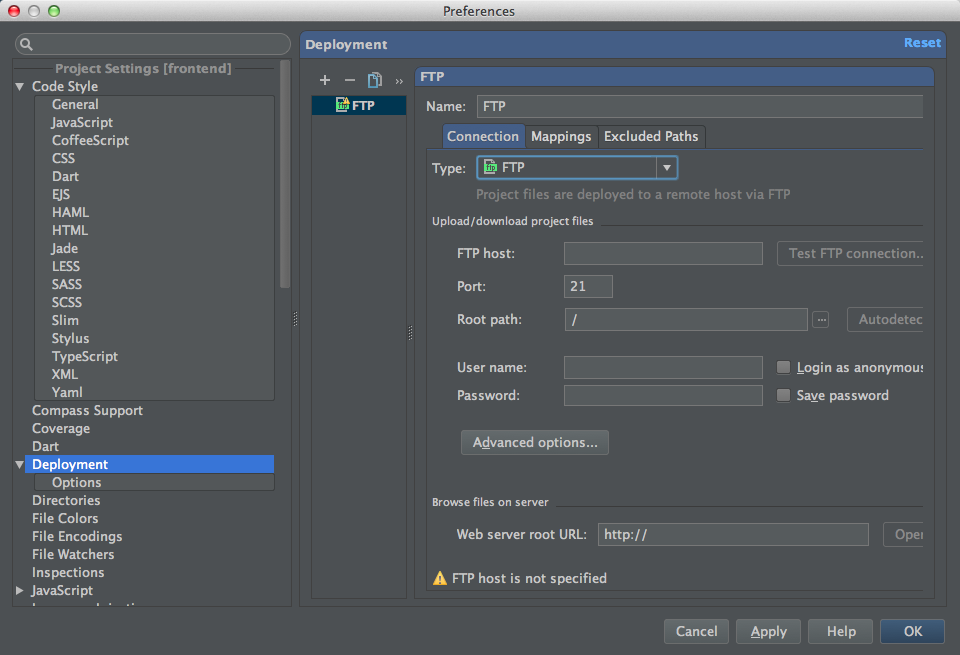 Preferences
Project Settings [frontend]
Code Style
General
JavaScript
CoffeeScript
CSS
Dart
EJS
HAML
HTML
Jade
LESS
SASS
SCSS
Slim
Stylus
TypeScript
XML
Yaml
Compass Support
Coverage
Dart
Deployment
Options
Directories
File Colors
File Encodings
File Watchers
Inspections
JavaScript
Deployment
Reset
FTP
FTP
Name: FTP
Connection Mappings Excluded Paths
Type: FTP
Project files are deployed to a remote host via FTP
Upload/download project files
FTP host: Test FTP connection..
Port: 21
Root path: / ... Autodetec
User name: Login as anonymous
Password: Save password
Advanced options...
Browse files on server
Web server root URL: http:// Open
FTP host is not specified
Cancel Apply Help OK